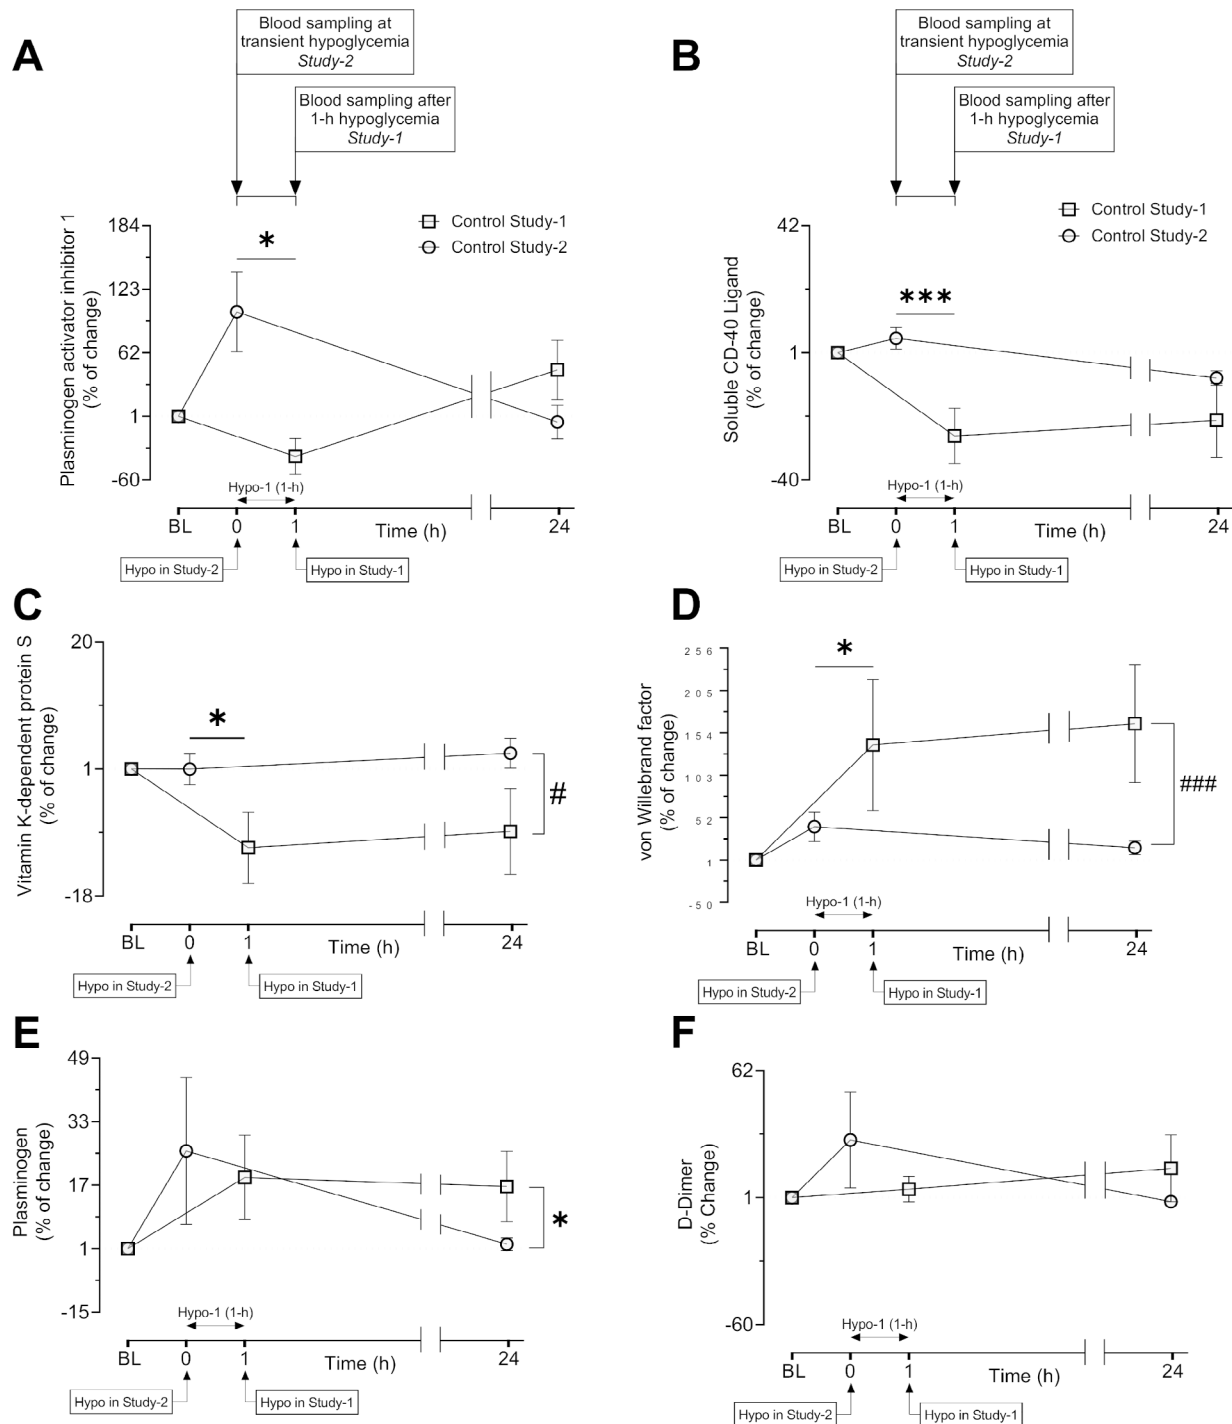 A
Blood sampling at
transient hypoglycemia
Study-2
Blood sampling after
1-h hypoglycemia
Study-1
Control Study-1
Control Study-2
Plasminogen activator inhibitor 1
(% of change)
184
123
62
1
-60
*
Hypo-1 (1-h)
BL
0
1
Time (h)
24
Hypo in Study-2
Hypo in Study-1
B
Blood sampling at
transient hypoglycemia
Study-2
Blood sampling after
1-h hypoglycemia
Study-1
Control Study-1
Control Study-2
Soluble CD-40 Ligand
(% of change)
42
1
-40
***
Hypo-1 (1-h)
BL
0
1
Time (h)
24
Hypo in Study-2
Hypo in Study-1
C
Vitamin K-dependent protein S
(% of change)
20
1
-18
*
#
BL
0
1
Time (h)
24
Hypo in Study-2
Hypo in Study-1
D
von Willebrand factor
(% of change)
256
205
154
103
52
1
-50
*
###
Hypo-1 (1-h)
BL
0
1
Time (h)
24
Hypo in Study-2
Hypo in Study-1
E
Plasminogen
(% of change)
49
33
17
1
-15
*
Hypo-1 (1-h)
BL
0
1
Time (h)
24
Hypo in Study-2
Hypo in Study-1
F
D-Dimer
(% Change)
62
1
-60
Hypo-1 (1-h)
BL
0
1
Time (h)
24
Hypo in Study-2
Hypo in Study-1